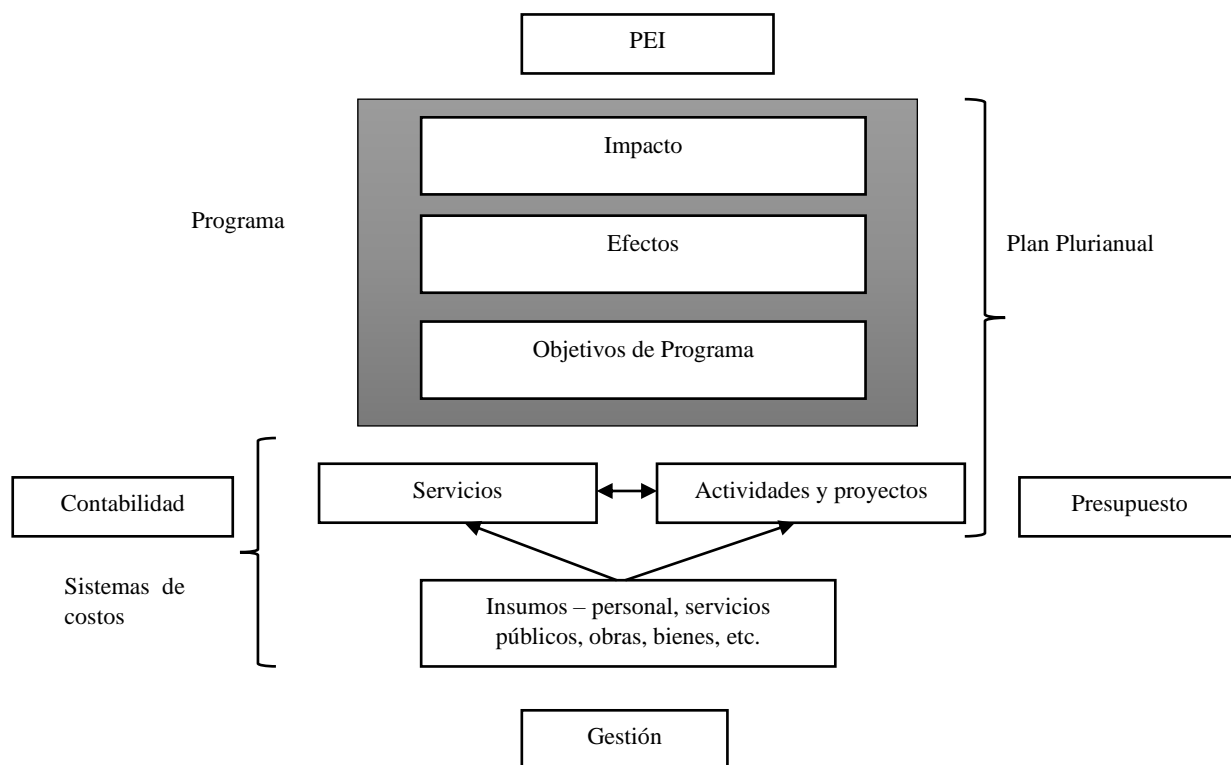 PEI
Impacto
Programa
Efectos
Plan Plurianual
Objetivos de Programa
Contabilidad
Servicios
Actividades y proyectos
Presupuesto
Sistemas de
costos
Insumos – personal, servicios
públicos, obras, bienes, etc.
Gestión